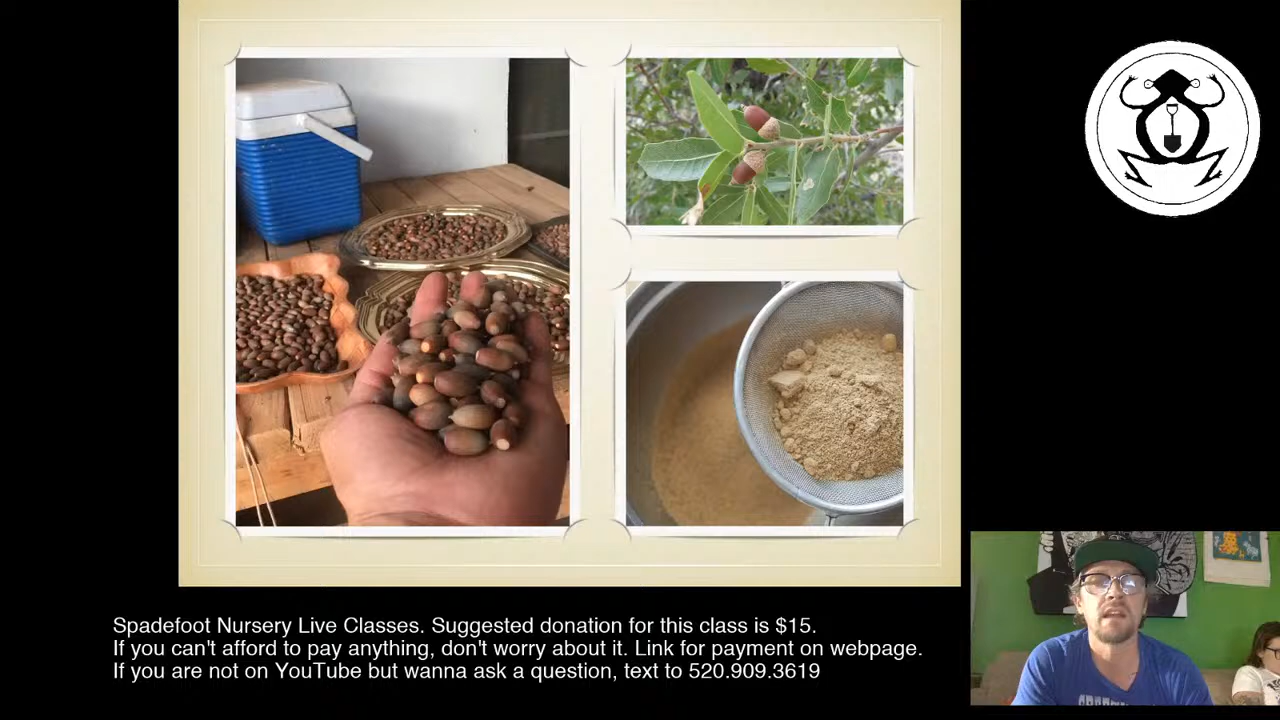 Spadefoot Nursery Live Classes. Suggested donation for this class is $15.
If you can't afford to pay anything, don't worry about it. Link for payment on webpage.
If you are not on YouTube but wanna ask a question, text to 520.909.3619